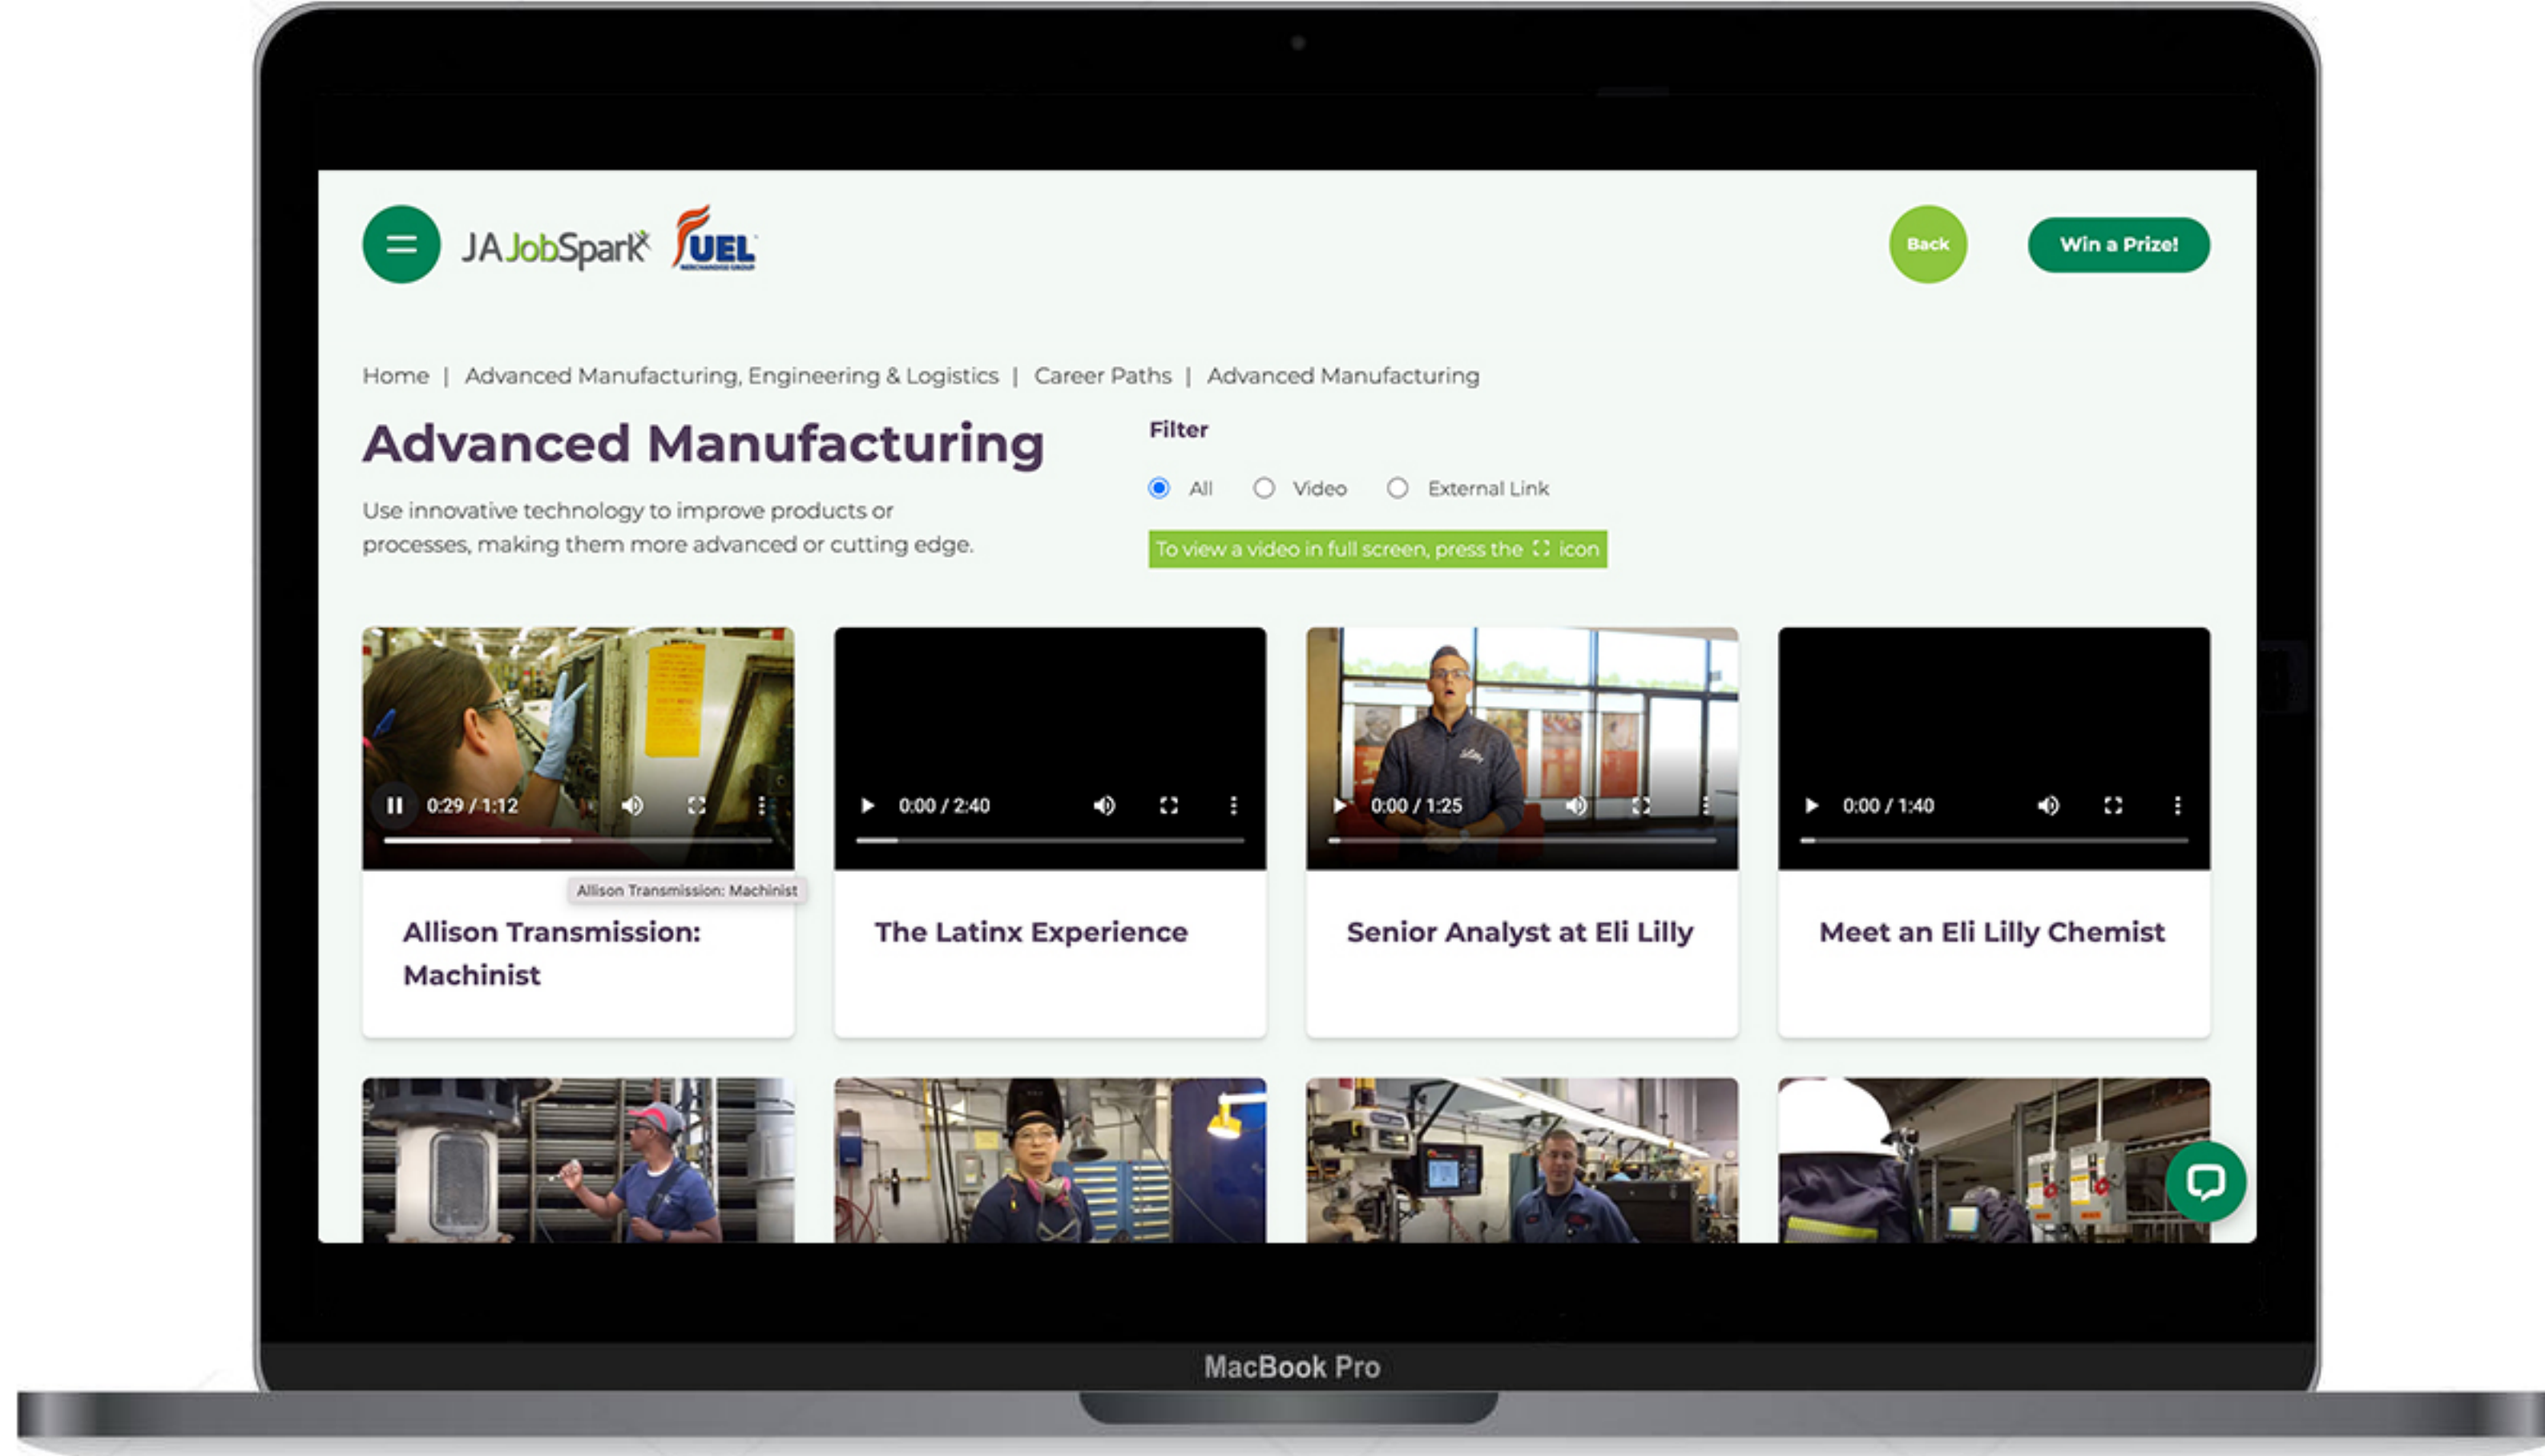 JA JobSpark FUEL
Back
Win a Prize!
Home | Advanced Manufacturing, Engineering & Logistics | Career Paths | Advanced Manufacturing
Advanced Manufacturing
Use innovative technology to improve products or
processes, making them more advanced or cutting edge.
Filter
All Video External Link
To view a video in full screen, press the icon
0:29 / 1:12
0:00 / 2:40
0:00 / 1:25
0:00 / 1:40
Allison Transmission: Machinist
Allison Transmission:
Machinist
The Latinx Experience
Senior Analyst at Eli Lilly
Meet an Eli Lilly Chemist
MacBook Pro